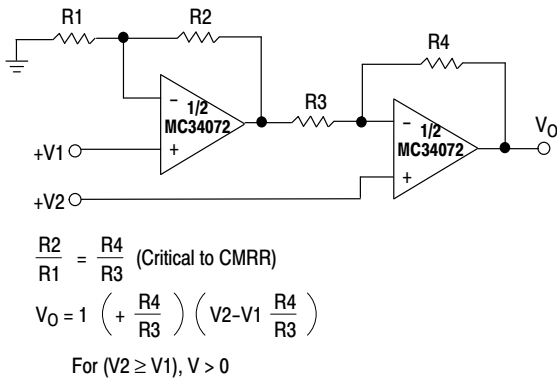 R1 R2
R4
R3
VO
1/2
MC34072
1/2
MC34072
+V1
+V2
R2/R1 = R4/R3 (Critical to CMRR)
VO = 1 ( + R4/R3 ) ( V2-V1 R4/R3 )
For (V2 ≥ V1), V > 0